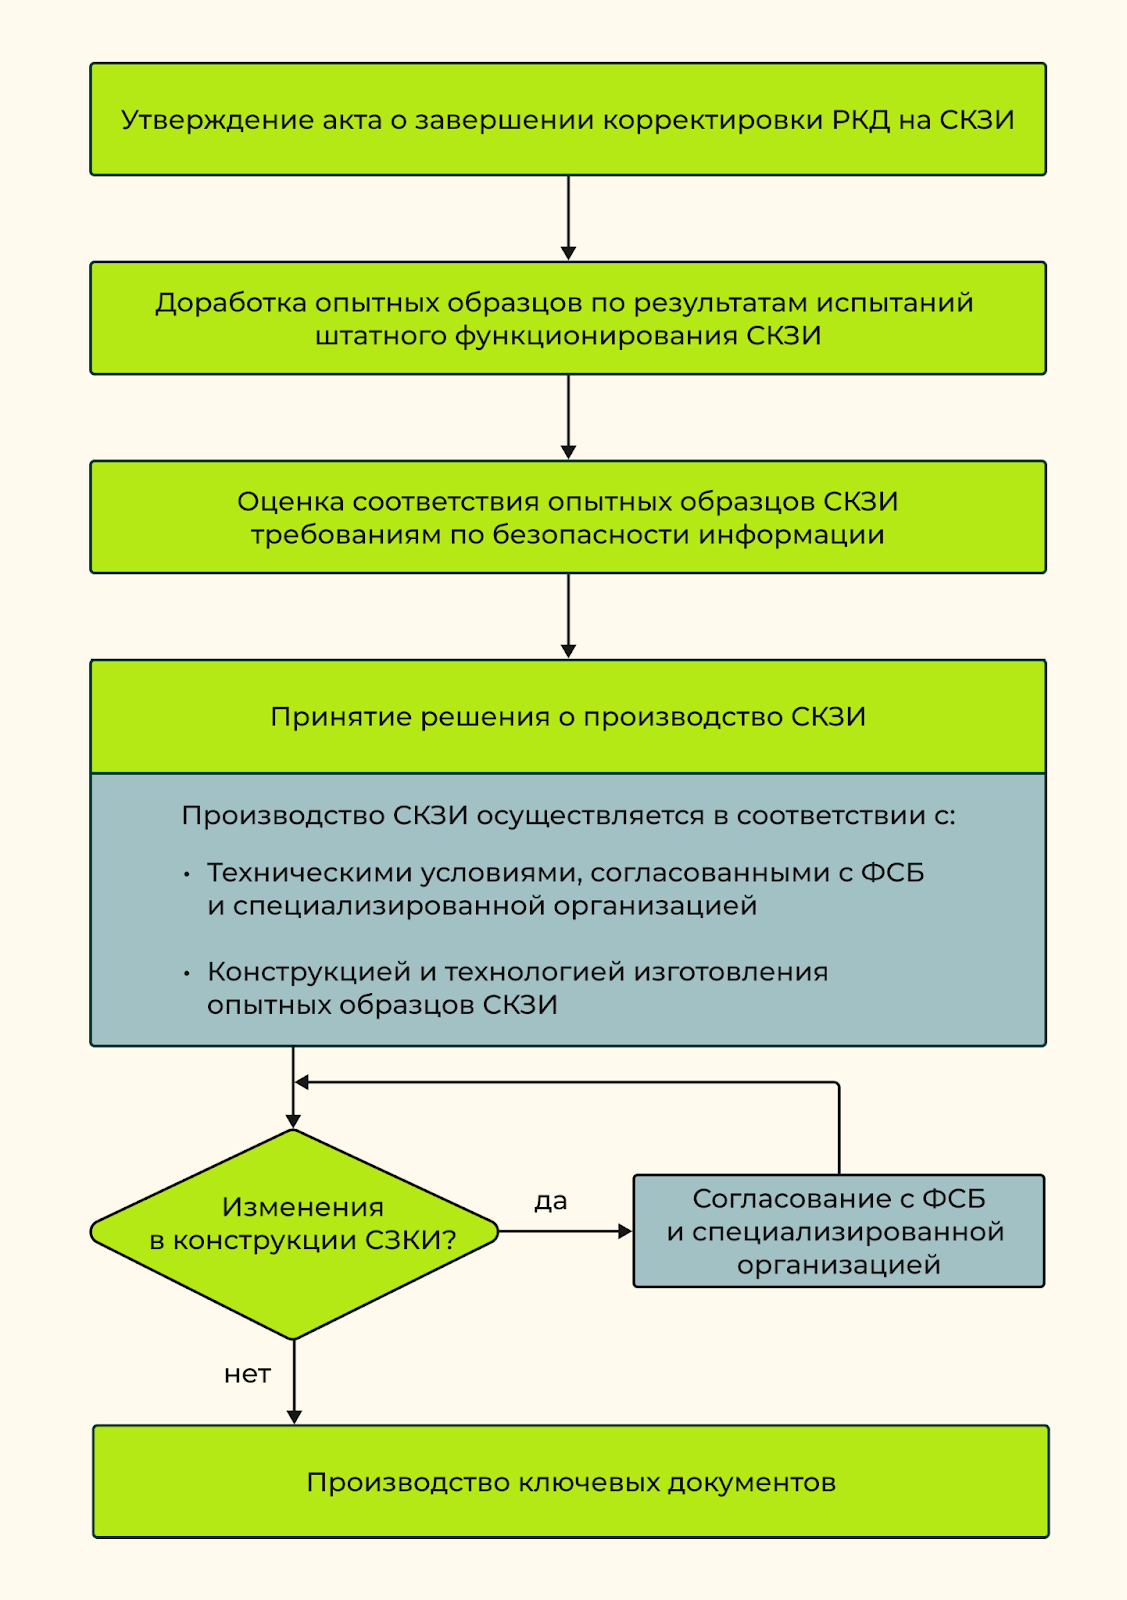 Утверждение акта о завершении корректировки РКД на СКЗИ
Доработка опытных образцов по результатам испытаний
штатного функционирования СКЗИ
Оценка соответствия опытных образцов СКЗИ
требованиям по безопасности информации
Принятие решения о производство СКЗИ
Производство СКЗИ осуществляется в соответствии с:
• Техническими условиями, согласованными с ФСБ
и специализированной организацией
• Конструкцией и технологией изготовления
опытных образцов СКЗИ
Изменения
в конструкции СЗКИ?
да
Согласование с ФСБ
и специализированной
организацией
нет
Производство ключевых документов